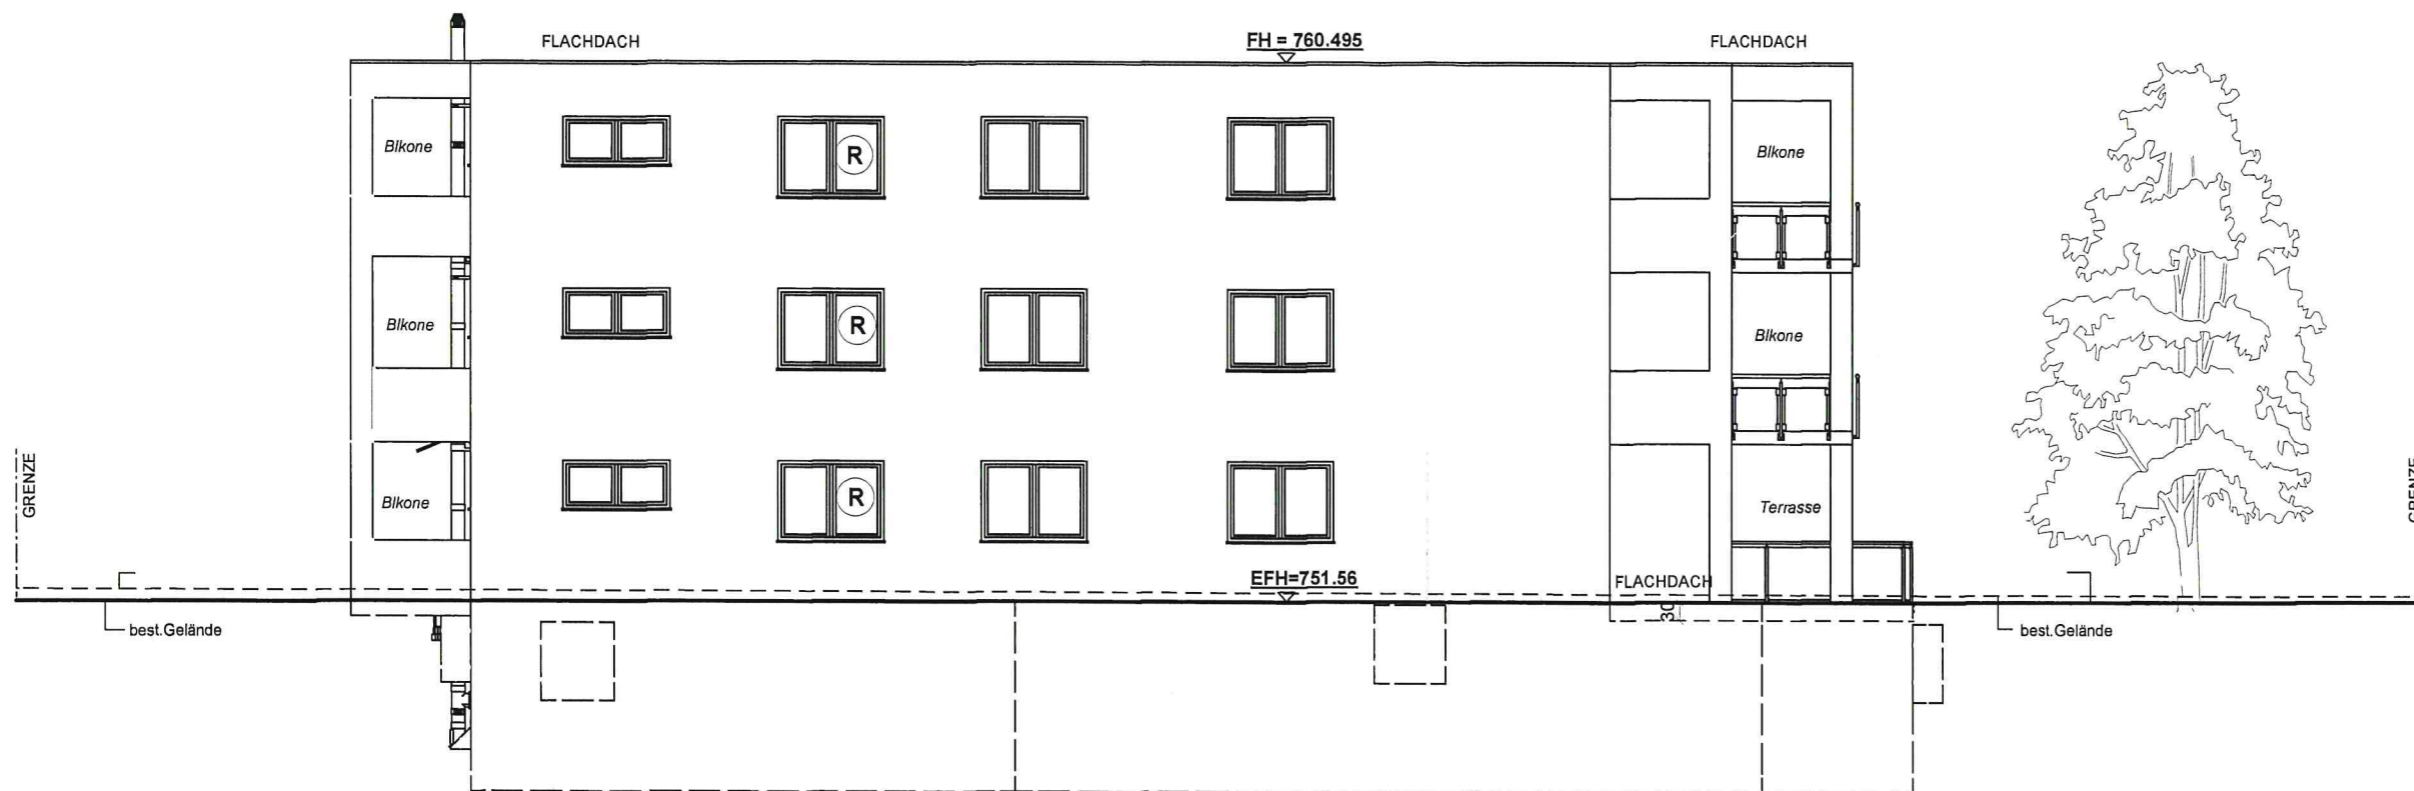 FLACHDACH
FH = 760.495
FLACHDACH
Blkone
R
Blkone
Blkone
R
Blkone
GRENZE
Blkone
R
Terrasse
GRENZE
EFH=751.56
FLACHDACH
30
best.Gelände
best.Gelände